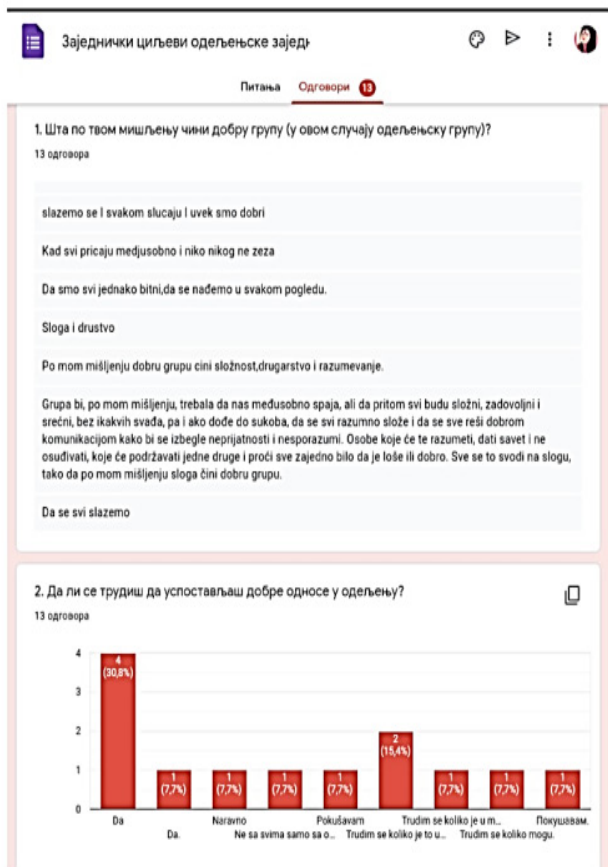 Заједнички циљеви одељењске заједн
Питања Одговори 13
1. Шта по твом мишљењу чини добру групу (у овом случају одељењску групу)?
13 одговора
slazemo se I svakom slucaju I uvek smo dobri
Kad svi pricaju medjusobno i niko nikog ne zeza
Da smo svi jednako bitni,da se nađemo u svakom pogledu.
Sloga i drustvo
Po mom mišljenju dobru grupu cini složnost,drugarstvo i razumevanje.
Grupa bi, po mom mišljenju, trebala da nas međusobno spaja, ali da pritom svi budu složni, zadovoljni i
srećni, bez ikakvih svađa, pa i ako dođe do sukoba, da se svi razumno slože i da se sve reši dobrom
komunikacijom kako bi se izbegle neprijatnosti i nesporazumi. Osobe koje će te razumeti, dati savet i ne
osuđivati, koje će podržavati jedne druge i proći sve zajedno bilo da je loše ili dobro. Sve se to svodi na slogu,
tako da po mom mišljenju sloga čini dobru grupu.
Da se svi slazemo
2. Да ли се трудиш да успостављаш добре односе у одељењу?
13 одговора
4
3
2
1
0
4
(30,8%)
1
(7,7%)
1
(7,7%)
1
(7,7%)
1
(7,7%)
2
(15,4%)
1
(7,7%)
1
(7,7%)
1
(7,7%)
Da Naravno Pokušavam Trudim se koliko je u m... Покушавам.
Da. Ne sa svima samo sa o... Trudim se koliko je to u... Trudim se koliko mogu.